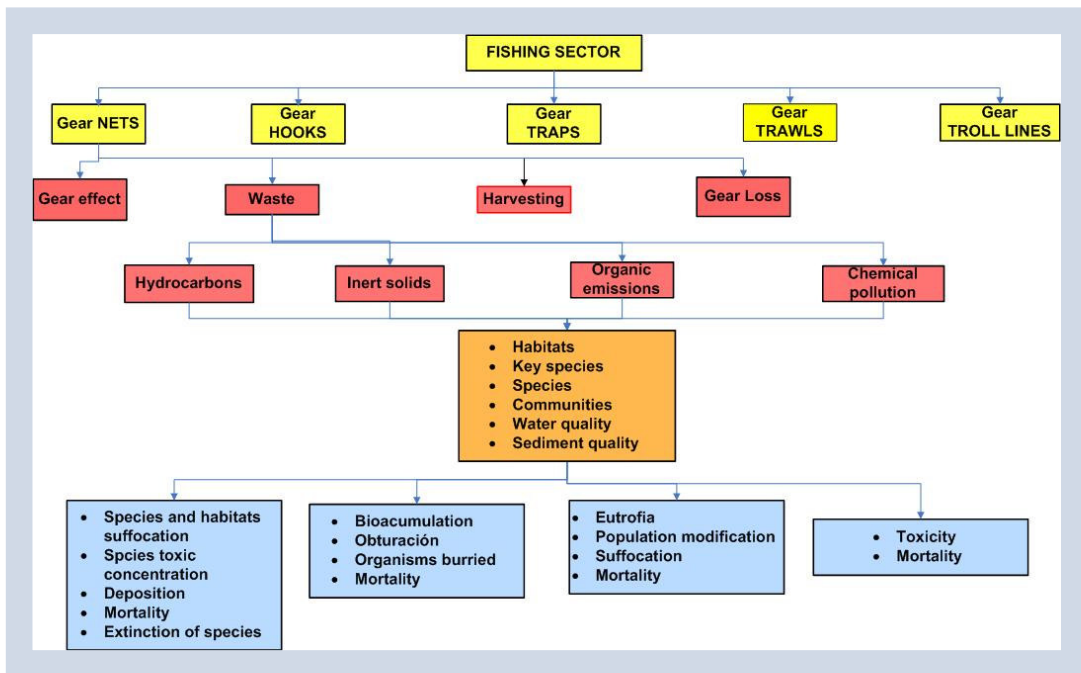 FISHING SECTOR
Gear NETS
Gear
HOOKS
Gear
TRAPS
Gear
TRAWLS
Gear
TROLL LINES
Gear effect
Waste
Harvesting
Gear Loss
Hydrocarbons
Inert solids
Organic
emissions
Chemical
pollution
• Habitats
• Key species
• Species
• Communities
• Water quality
• Sediment quality
• Species and habitats
suffocation
• Spcies toxic
concentration
• Deposition
• Mortality
• Extinction of species
• Bioacumulation
• Obturación
• Organisms burried
• Mortality
• Eutrofia
• Population modification
• Suffocation
• Mortality
• Toxicity
• Mortality